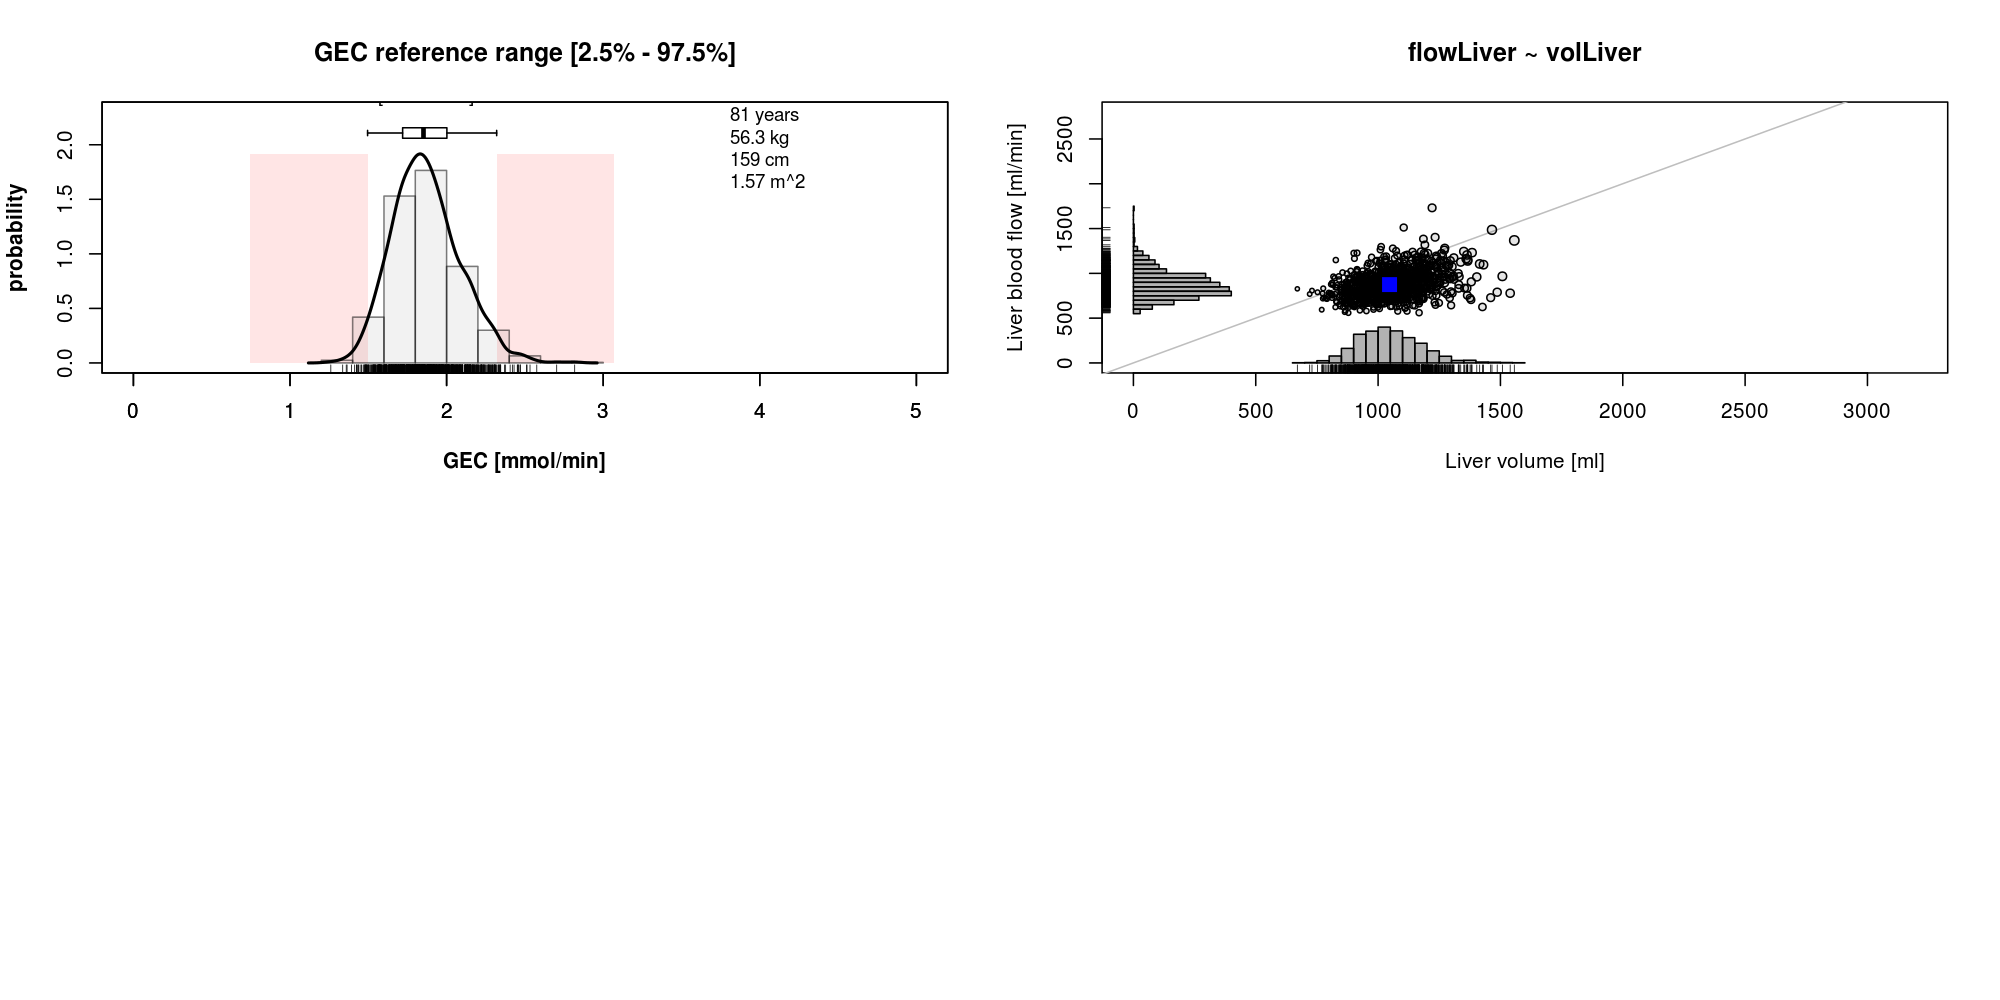 GEC reference range [2.5% - 97.5%]
81 years
56.3 kg
159 cm
1.57 m^2
probability
2.0
1.5
1.0
0.5
0.0
0 1 2 3 4 5
GEC [mmol/min]
flowLiver ~ volLiver
Liver blood flow [ml/min]
2500
1500
500
0
0 500 1000 1500 2000 2500 3000
Liver volume [ml]